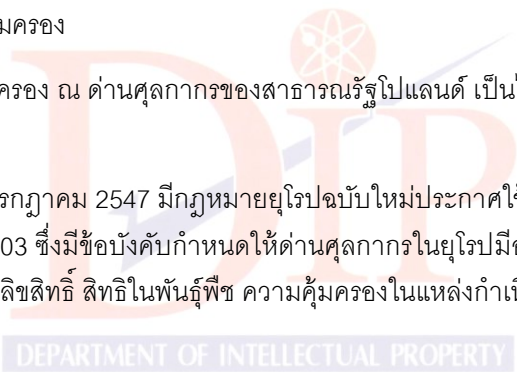 มครอง
ครอง ณ ด่านศุลกากรของสาธารณรัฐโปแลนด์ เป็น
รกฎาคม 2547 มีกฎหมายยุโรปฉบับใหม่ประกาศใช้
03 ซึ่งมีข้อบังคับกำหนดให้ด่านศุลกากรในยุโรปมี
ลิขสิทธิ์ สิทธิในพันธุ์พืช ความคุ้มครองในแหล่งกำเนิ
DIP
DEPARTMENT OF INTELLECTUAL PROPERTY